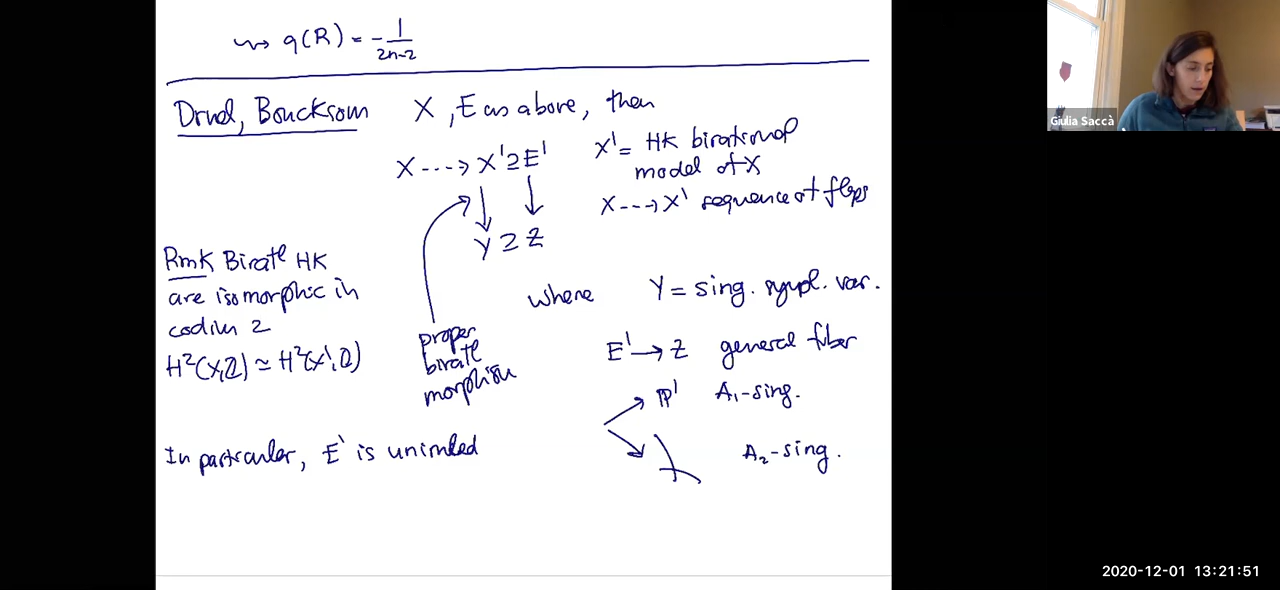 ⇝ q(R) = -1/(2n-2)
Druel, Boucksom X, E as above, then
X ⇢ X' ⊇ E'
X' = HK birational
model of X
X ⇢ X' sequence of flops
Y ⊇ Z
Rmk Birat'l HK
are isomorphic in
codim 2
H²(X,Z) ≃ H²(X',Z)
proper
birat'l
morphism
where Y = sing. sympl. var.
E' → Z general fiber
P¹ A₁-sing.
A₂-sing.
In particular, E' is uniruled
Giulia Saccà
2020-12-01 13:21:51